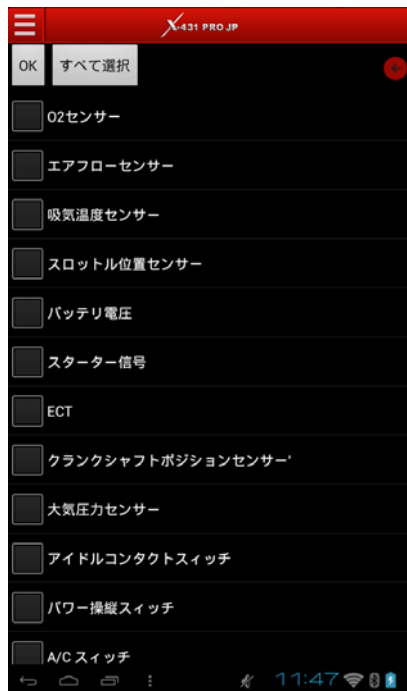 X-431 PRO JP
OK すべて選択
O2センサー
エアフローセンサー
吸気温度センサー
スロットル位置センサー
バッテリ電圧
スターター信号
ECT
クランクシャフトポジションセンサー'
大気圧力センサー
アイドルコンタクトスィッチ
パワー操縦スィッチ
A/C スィッチ
11:47